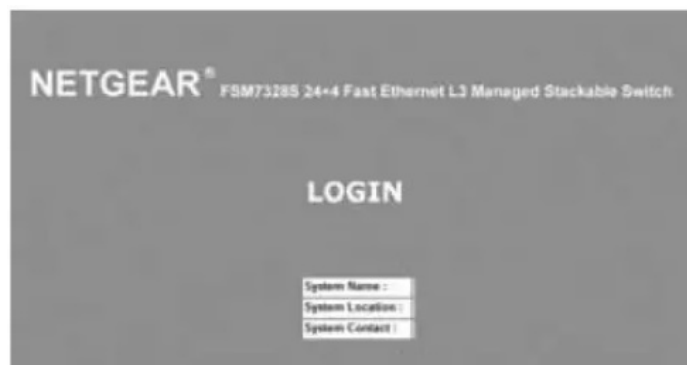 NETGEAR® FSM7328S 24+4 Fast Ethernet L3 Managed Stackable Switch
LOGIN
System Name :
System Location :
System Contact :